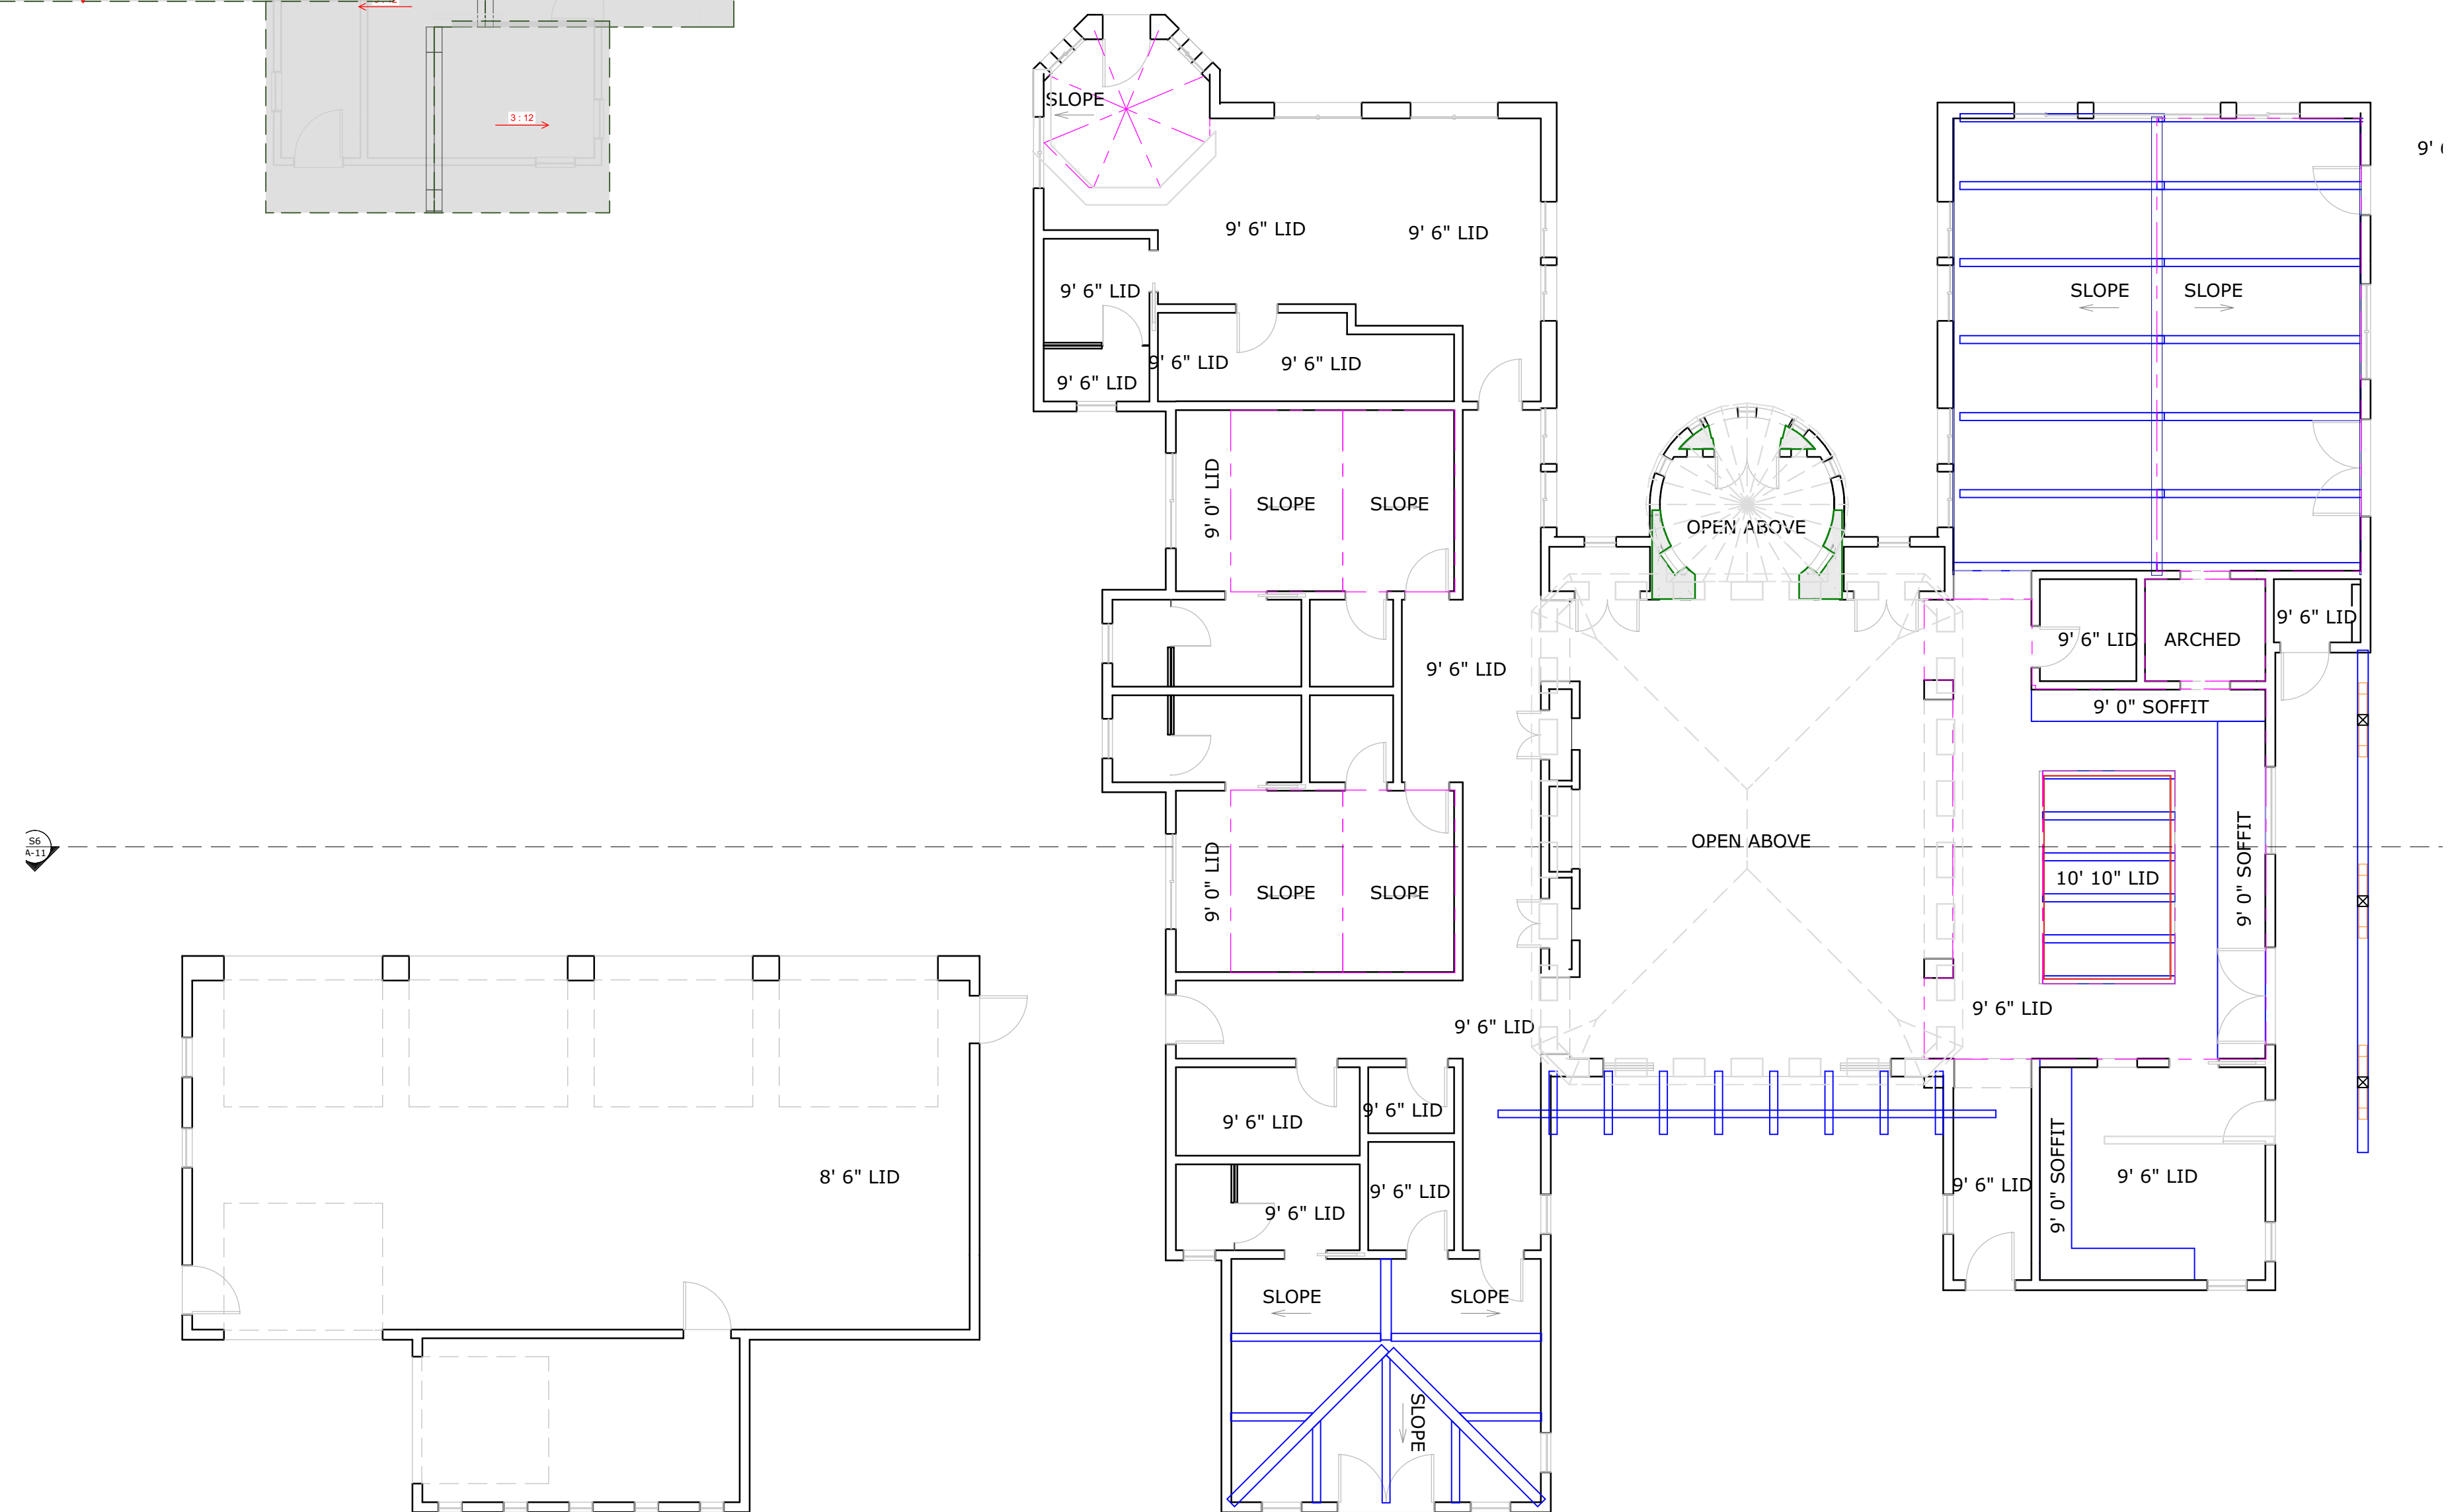 3 : 12
SLOPE
9' 6" LID
9' 6" LID
9' 6" LID
9' 6" LID
9' 6" LID
9' 6" LID
SLOPE
SLOPE
9' 0" LID
SLOPE
SLOPE
OPEN ABOVE
9' 6" LID
9' 6" LID
ARCHED
9' 6" LID
9' 0" SOFFIT
S6
A-11
9' 0" LID
SLOPE
SLOPE
OPEN ABOVE
10' 10" LID
9' 0" SOFFIT
9' 6" LID
9' 6" LID
8' 6" LID
9' 6" LID
9' 6" LID
9' 6" LID
9' 6" LID
9' 6" LID
9' 0" SOFFIT
9' 6" LID
SLOPE
SLOPE
SLOPE